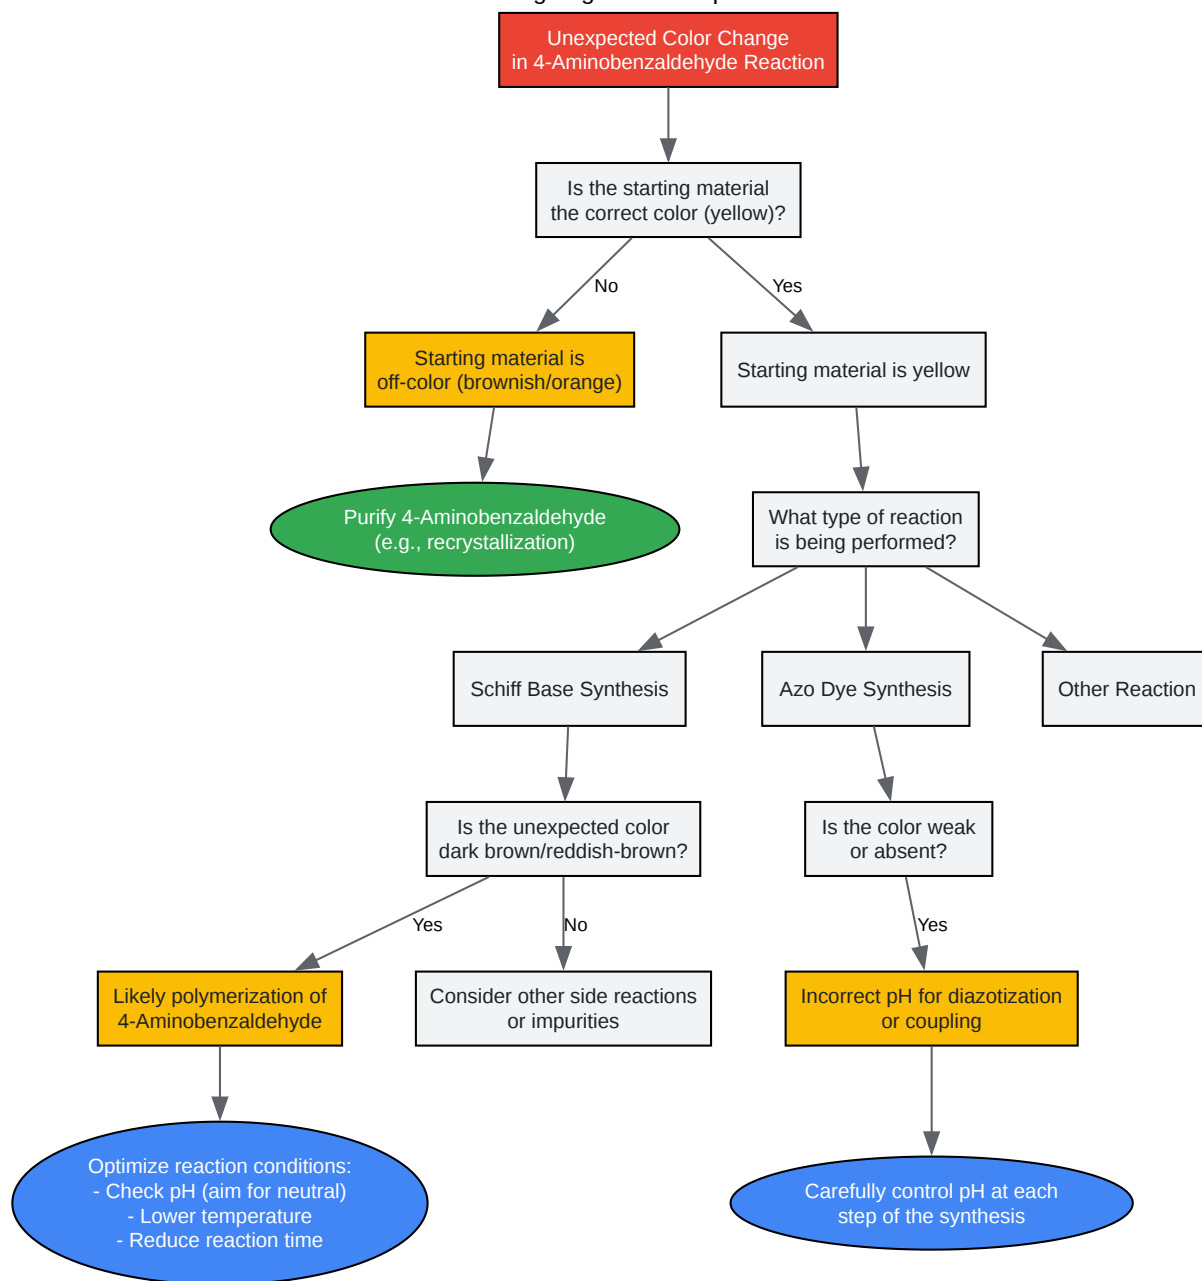 Unexpected Color Change
in 4-Aminobenzaldehyde Reaction
Is the starting material
the correct color (yellow)?
No
Yes
Starting material is
off-color (brownish/orange)
Starting material is yellow
Purify 4-Aminobenzaldehyde
(e.g., recrystallization)
What type of reaction
is being performed?
Schiff Base Synthesis
Azo Dye Synthesis
Other Reaction
Is the unexpected color
dark brown/reddish-brown?
Is the color weak
or absent?
Yes
No
Yes
Likely polymerization of
4-Aminobenzaldehyde
Consider other side reactions
or impurities
Incorrect pH for diazotization
or coupling
Optimize reaction conditions:
- Check pH (aim for neutral)
- Lower temperature
- Reduce reaction time
Carefully control pH at each
step of the synthesis